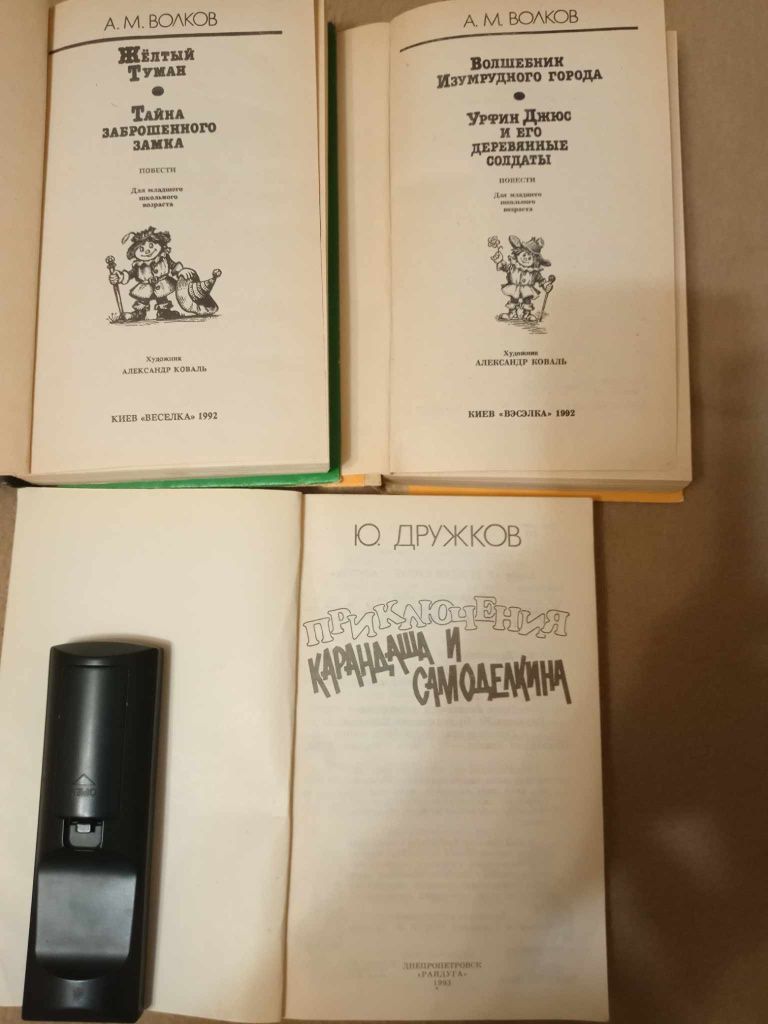 А. М. ВОЛКОВ
ЖЁЛТЫЙ
ТУМАН
ТАЙНА
ЗАБРОШЕННОГО
ЗАМКА
ПОВЕСТИ
Для младшего
школьного
возраста
Художник
АЛЕКСАНДР КОВАЛЬ
КИЕВ «ВЕСЕЛКА» 1992
А. М. ВОЛКОВ
ВОЛШЕБНИК
ИЗУМРУДНОГО ГОРОДА
УРФИН ДЖЮС
И ЕГО
ДЕРЕВЯННЫЕ
СОЛДАТЫ
ПОВЕСТИ
Для младшего
школьного
возраста
Художник
АЛЕКСАНДР КОВАЛЬ
КИЕВ «ВЭСЭЛКА» 1992
Ю. ДРУЖКОВ
ПРИКЛЮЧЕНИЯ
КАРАНДАША И
САМОДЕЛКИНА
ДНЕПРОПЕТРОВСК
«РАЙДУГА»
1993
OPEN